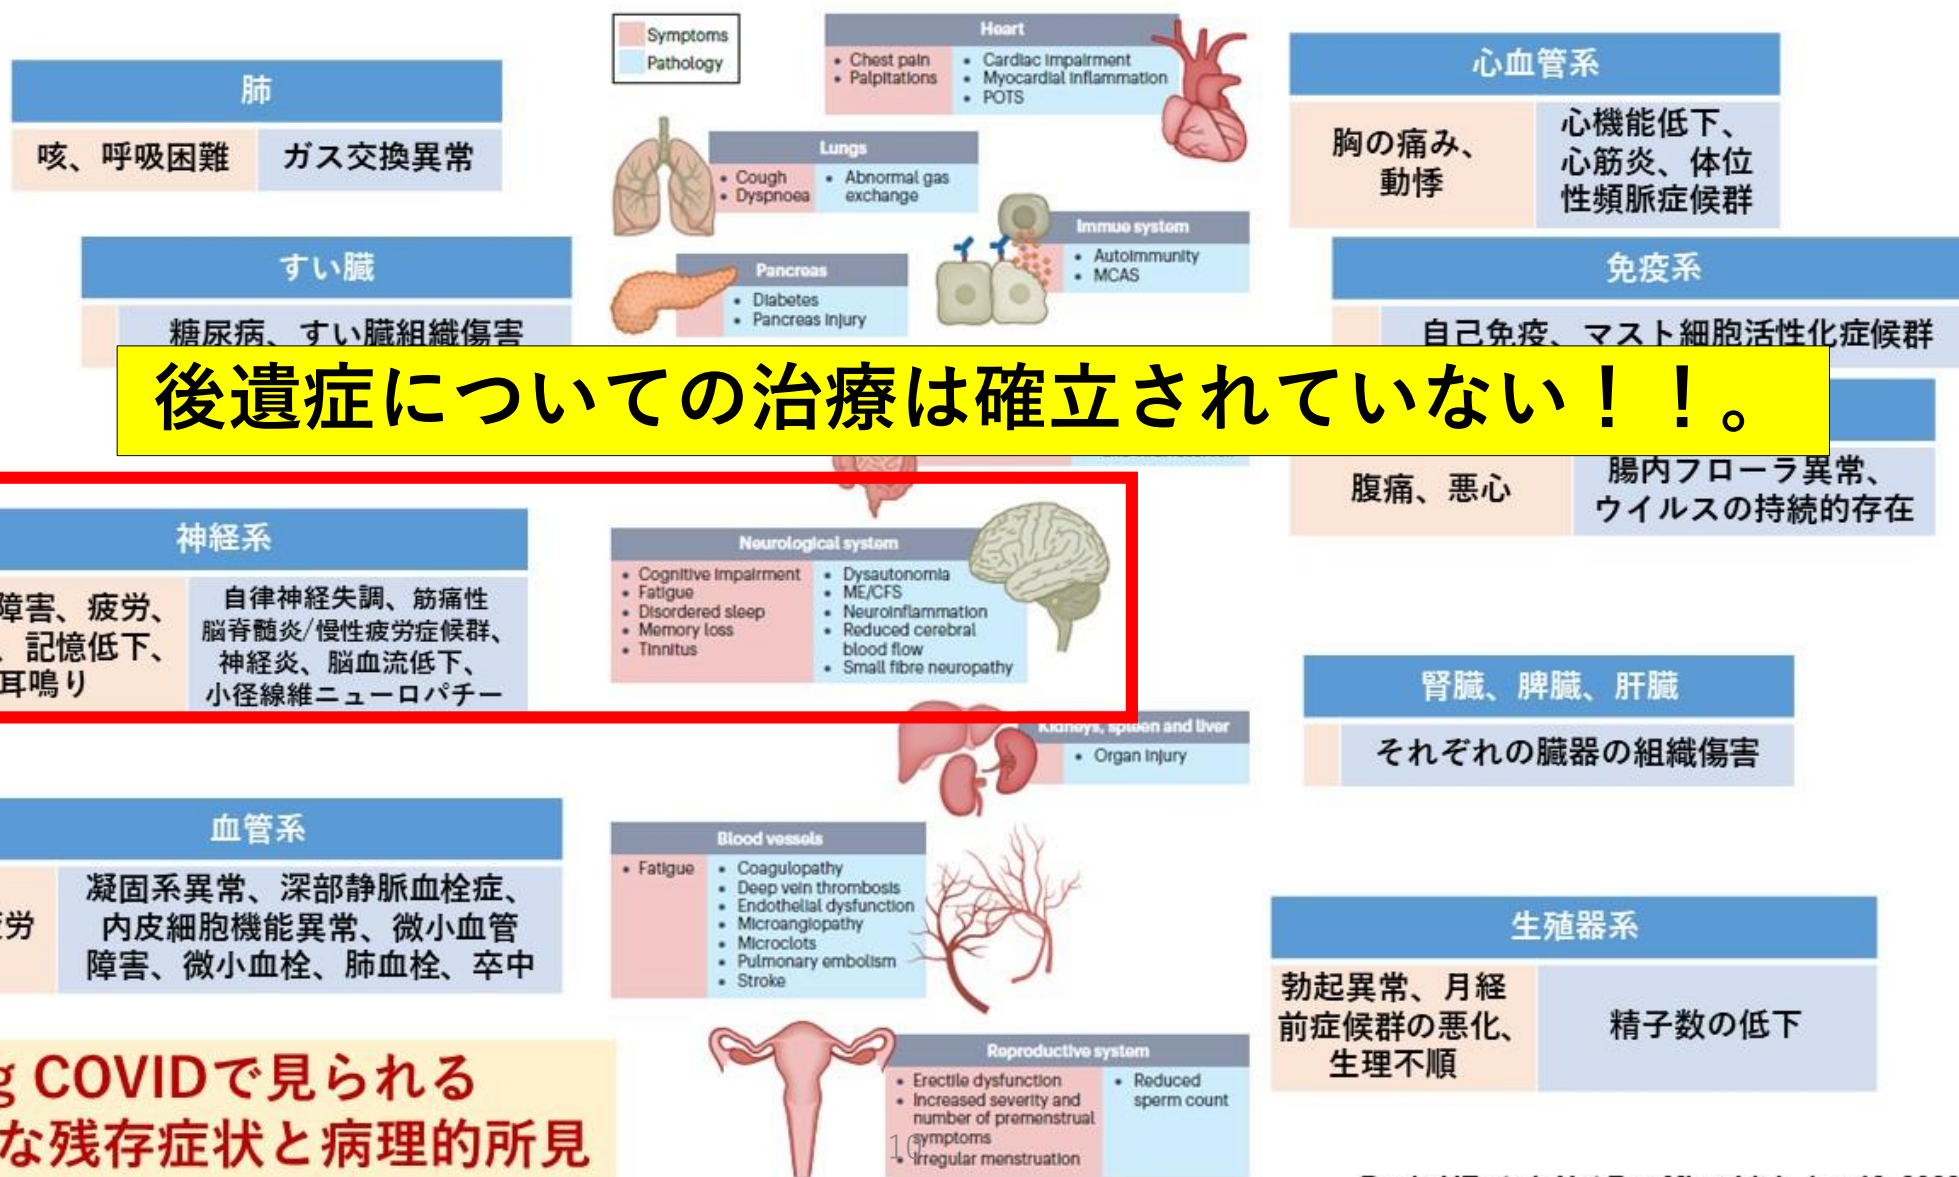 Symptoms
Pathology
Heart
• Chest pain
• Palpitations
• Cardiac impairment
• Myocardial inflammation
• POTS
心血管系
胸の痛み、
動悸
心機能低下、
心筋炎、体位
性頻脈症候群
肺
咳、呼吸困難
ガス交換異常
Lungs
• Cough
• Dyspnoea
• Abnormal gas
exchange
Immue system
• Autoimmunity
• MCAS
免疫系
自己免疫、マスト細胞活性化症候群
すい臓
糖尿病、すい臓組織傷害
Pancreas
• Diabetes
• Pancreas injury
後遺症についての治療は確立されていない！！。
腹痛、悪心
腸内フローラ異常、
ウイルスの持続的存在
神経系
障害、疲労、
、記憶低下、
耳鳴り
自律神経失調、筋痛性
脳脊髄炎/慢性疲労症候群、
神経炎、脳血流低下、
小径線維ニューロパチー
Neurological system
• Cognitive impairment
• Fatigue
• Disordered sleep
• Memory loss
• Tinnitus
• Dysautonomia
• ME/CFS
• Neuroinflammation
• Reduced cerebral
blood flow
• Small fibre neuropathy
Kidneys, spleen and liver
• Organ injury
腎臓、脾臓、肝臓
それぞれの臓器の組織傷害
血管系
労
凝固系異常、深部静脈血栓症、
内皮細胞機能異常、微小血管
障害、微小血栓、肺血栓、卒中
Blood vessels
• Fatigue
• Coagulopathy
• Deep vein thrombosis
• Endothelial dysfunction
• Microangiopathy
• Microclots
• Pulmonary embolism
• Stroke
生殖器系
勃起異常、月経
前症候群の悪化、
生理不順
精子数の低下
Reproductive system
• Erectile dysfunction
• Increased severity and
number of premenstrual
symptoms
• Irregular menstruation
• Reduced
sperm count
g COVIDで見られる
な残存症状と病理的所見
10